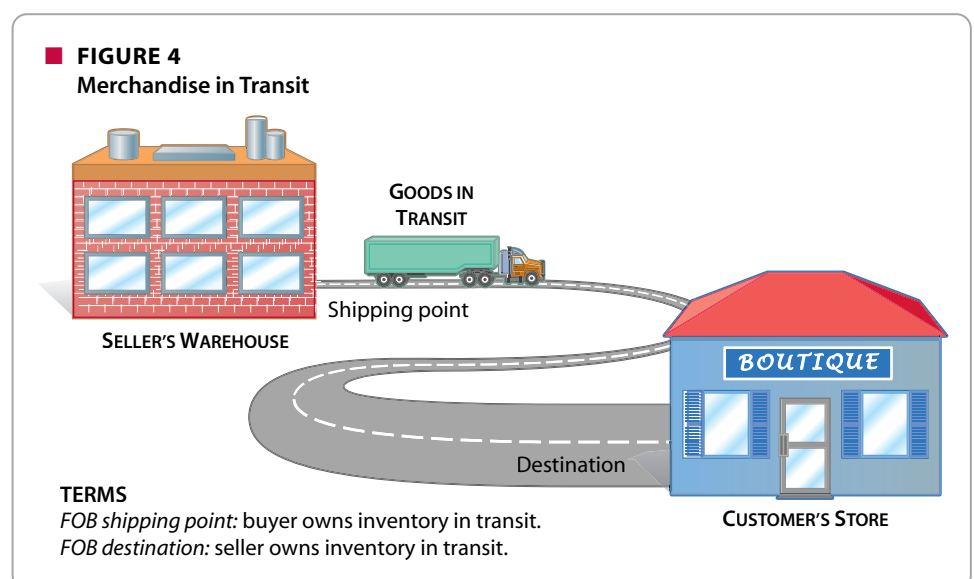 FIGURE 4
Merchandise in Transit
GOODS IN
TRANSIT
Shipping point
SELLER'S WAREHOUSE
BOUTIQUE
Destination
CUSTOMER'S STORE
TERMS
FOB shipping point: buyer owns inventory in transit.
FOB destination: seller owns inventory in transit.